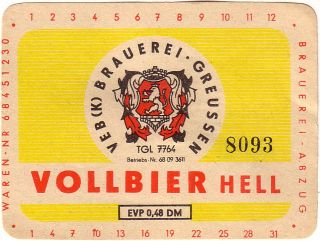 1 2 3 4 5 6 7 8 9 10 11 12
VEB (K) BRAUEREI - GREUSSEN
TGL 7764
Betriebs-Nr. 68 09 3611
8093
VOLLBIER HELL
EVP 0,48 DM
WAREN-NR 68451230
BRAUEREI-ABZUG
1 4 7 10 13 16 19 22 25 28 31